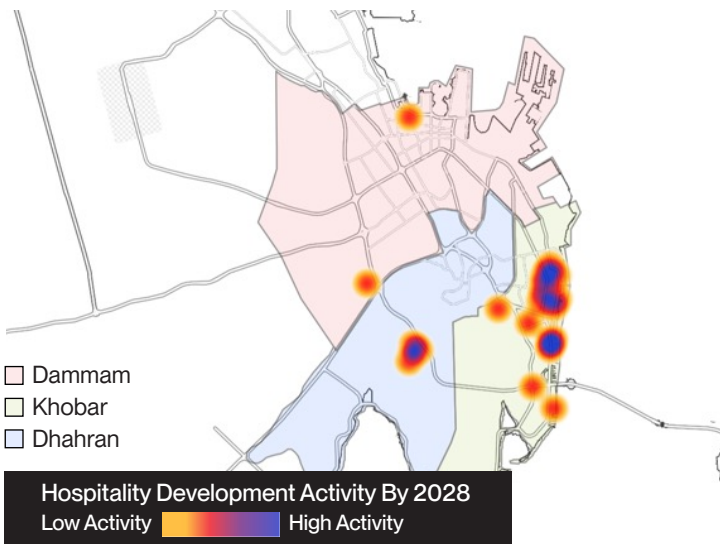 Dammam
Khobar
Dhahran
Hospitality Development Activity By 2028
Low Activity
High Activity